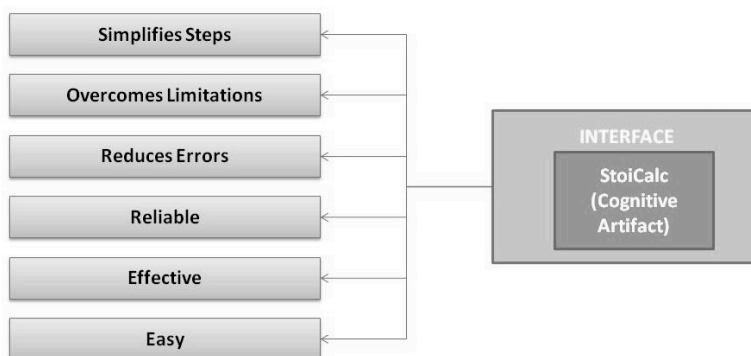 Simplifies Steps
Overcomes Limitations
Reduces Errors
Reliable
Effective
Easy
INTERFACE
StoiCalc
(Cognitive
Artifact)